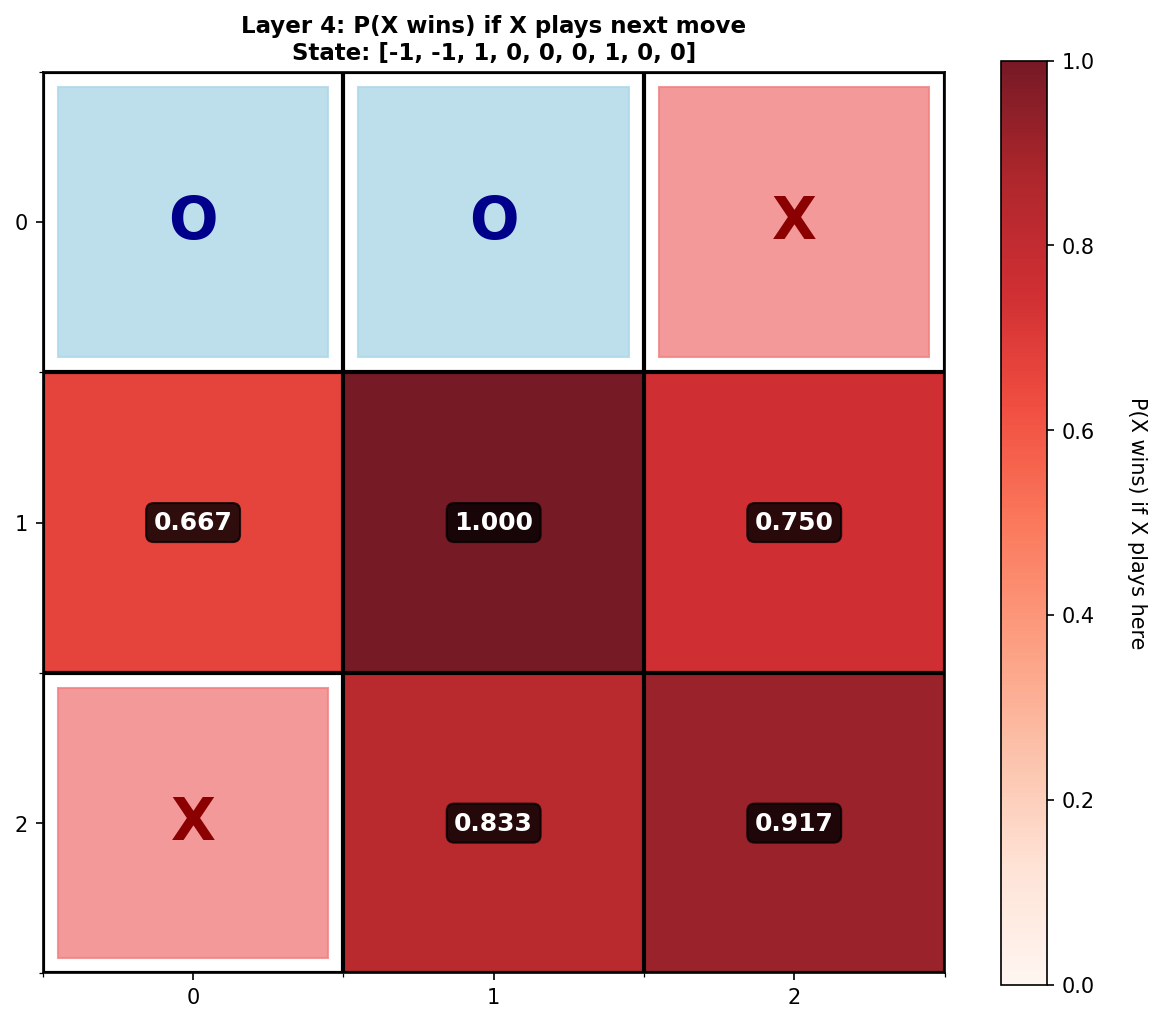 Layer 4: P(X wins) if X plays next move
State: [-1, -1, 1, 0, 0, 0, 1, 0, 0]
0
O
O
X
1
0.667
1.000
0.750
2
X
0.833
0.917
0
1
2
1.0
0.8
0.6
0.4
0.2
0.0
P(X wins) if X plays here